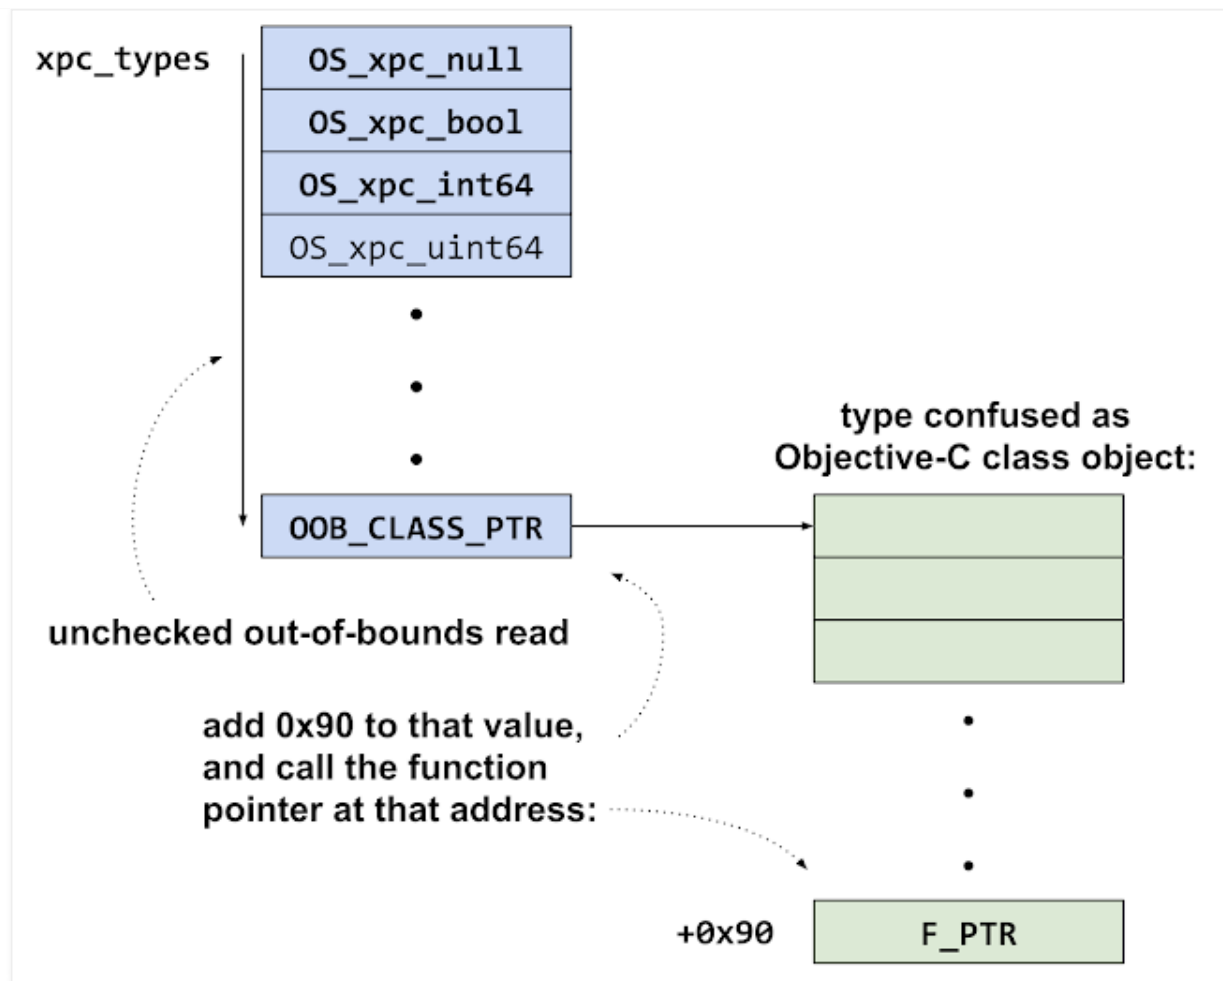 xpc_types
OS_xpc_null
OS_xpc_bool
OS_xpc_int64
OS_xpc_uint64
type confused as
Objective-C class object:
OOB_CLASS_PTR
unchecked out-of-bounds read
add 0x90 to that value,
and call the function
pointer at that address:
+0x90
F_PTR